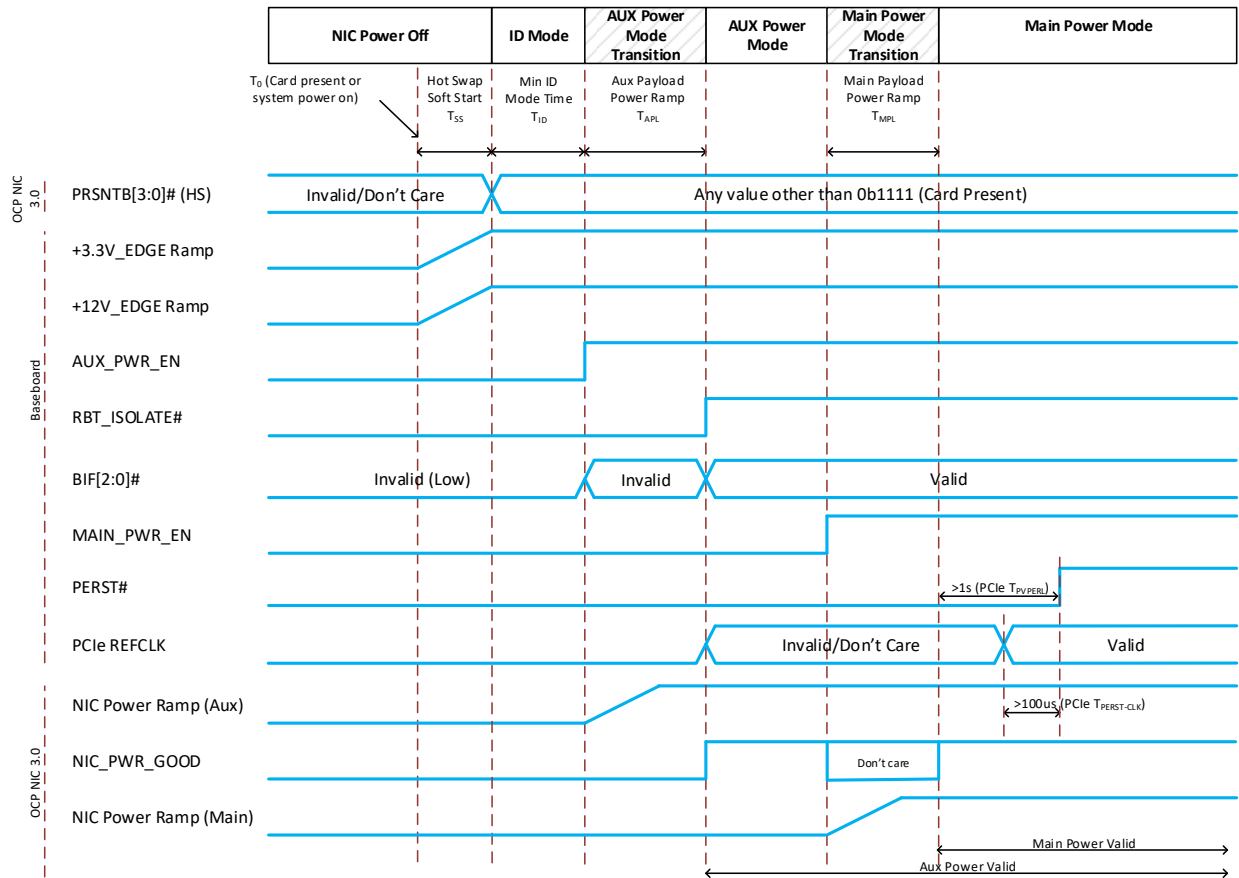 NIC Power Off
ID Mode
AUX Power
Mode
Transition
AUX Power
Mode
Main Power
Mode
Transition
Main Power Mode
T0 (Card present or
system power on)
Hot Swap
Soft Start
TSS
Min ID
Mode Time
TID
Aux Payload
Power Ramp
TAPL
Main Payload
Power Ramp
TMPL
OCP NIC
3.0
PRSNTB[3:0]# (HS)
Invalid/Don't Care
Any value other than 0b1111 (Card Present)
Baseboard
+3.3V_EDGE Ramp
+12V_EDGE Ramp
AUX_PWR_EN
RBT_ISOLATE#
BIF[2:0]#
Invalid (Low)
Invalid
Valid
MAIN_PWR_EN
PERST#
>1s (PCIe TPVPERL)
PCIe REFCLK
Invalid/Don't Care
Valid
OCP NIC 3.0
NIC Power Ramp (Aux)
>100us (PCIe TPERST-CLK)
NIC_PWR_GOOD
Don't care
NIC Power Ramp (Main)
Main Power Valid
Aux Power Valid